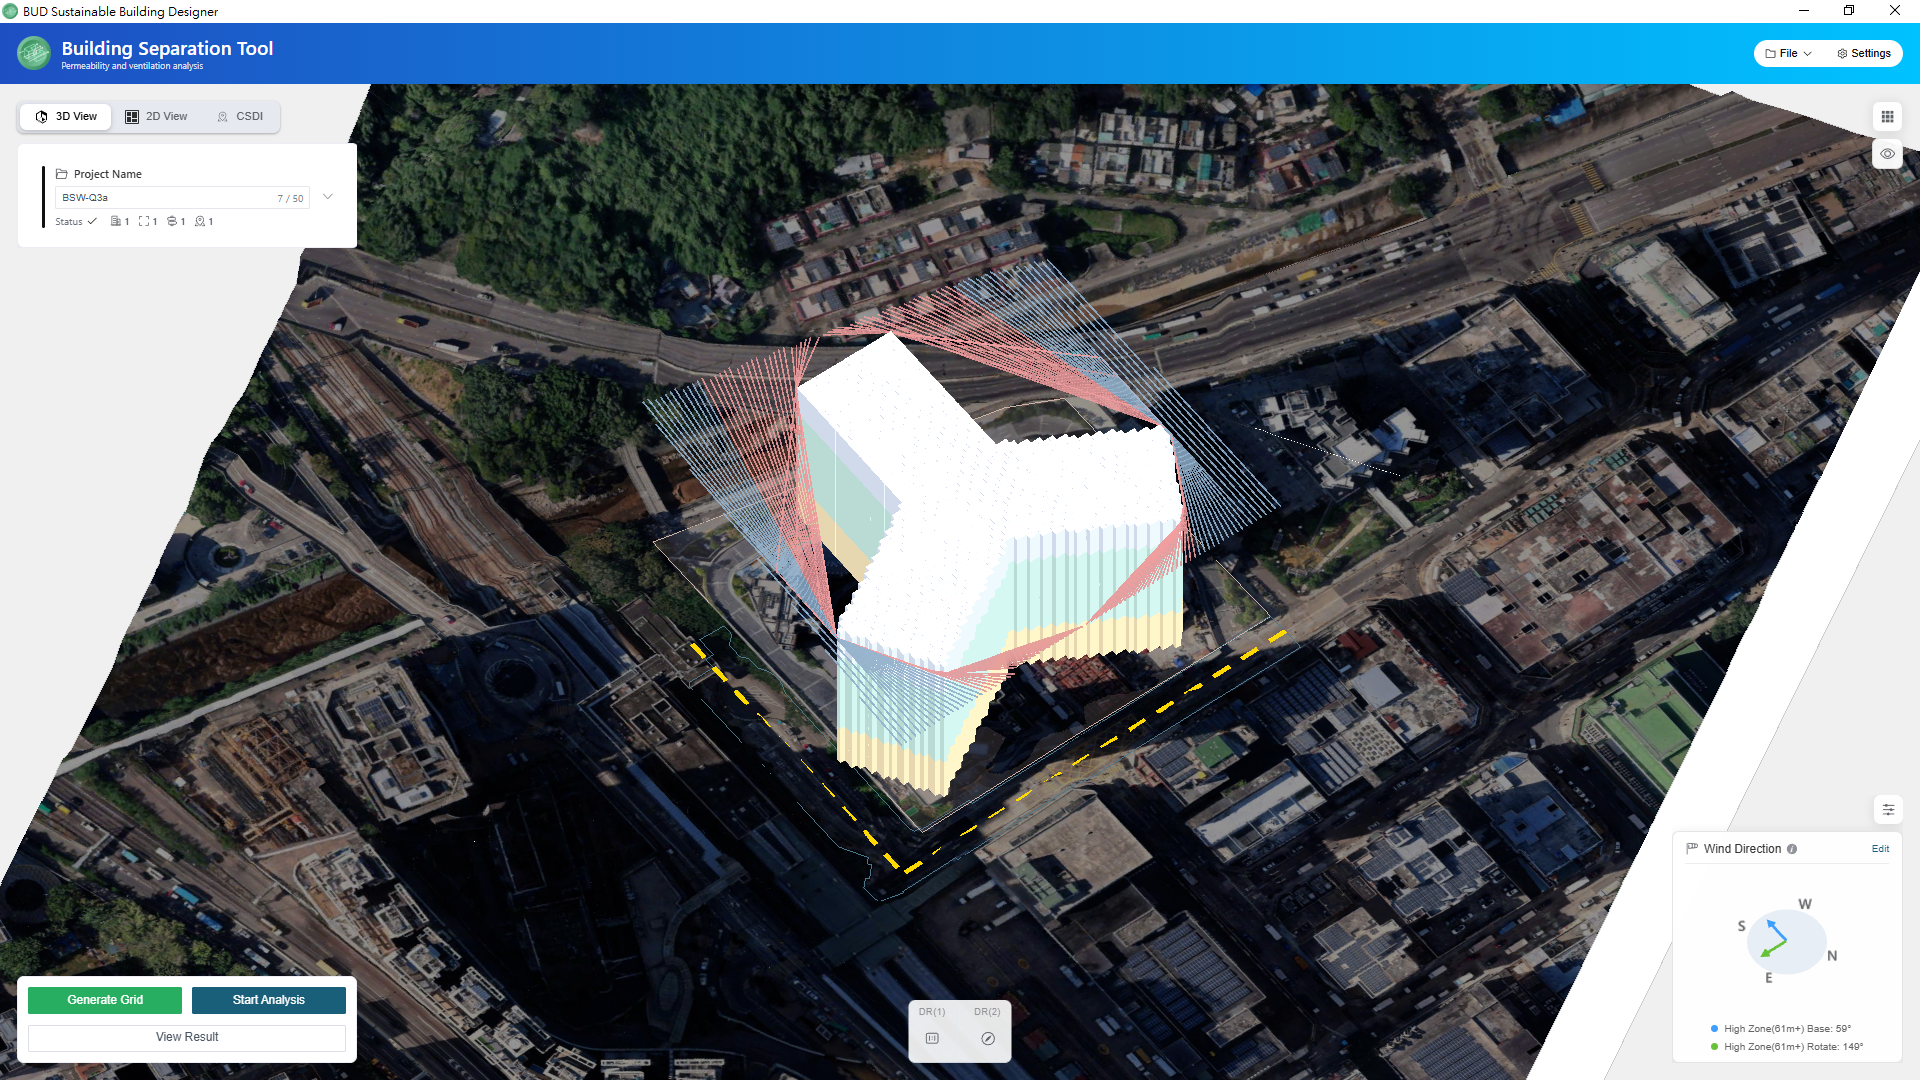 BUD Sustainable Building Designer
Building Separation Tool
Permeability and ventilation analysis
File
Settings
3D View
2D View
CSDI
Project Name
BSW-Q3a
7 / 50
Status
1
1
1
1
Wind Direction
Edit
W
S
N
E
High Zone(61m+) Base: 59°
High Zone(61m+) Rotate: 149°
Generate Grid
Start Analysis
View Result
DR(1)
DR(2)